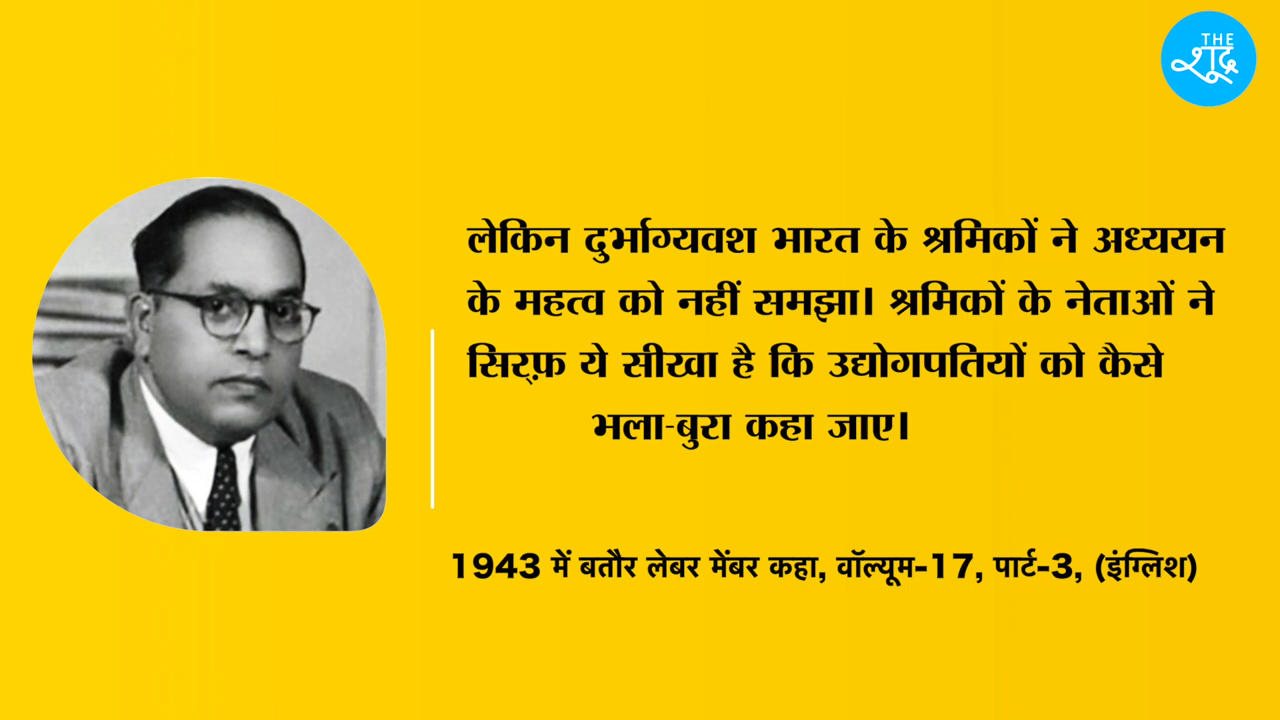 THE
शूद्र
लेकिन दुर्भाग्यवश भारत के श्रमिकों ने अध्ययन
के महत्व को नहीं समझा। श्रमिकों के नेताओं ने
सिर्फ़ ये सीखा है कि उद्योगपतियों को कैसे
भला-बुरा कहा जाए।
1943 में बतौर लेबर मेंबर कहा, वॉल्यूम-17, पार्ट-3, (इंग्लिश)